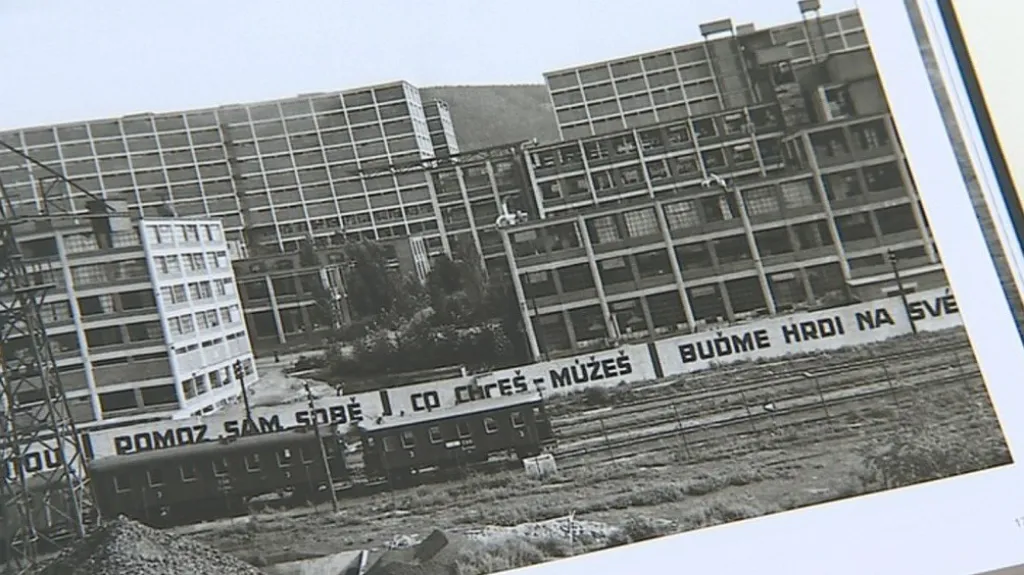 POMOZ SAM SOBĚ
CO CHCEŠ - MŮŽEŠ
BUĎME HRDI NA SVÉ